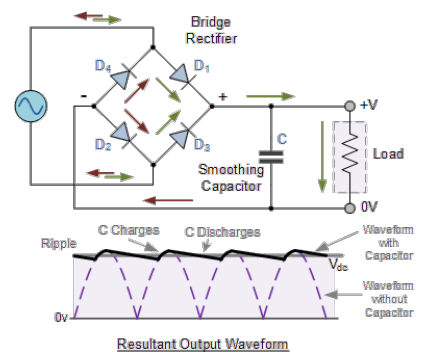 Bridge
Rectifier
D4
D1
-
+
+V
D2
D3
C
Smoothing
Capacitor
Load
0V
C Charges
C Discharges
Ripple
Waveform
with
Capacitor
Vdc
Waveform
without
Capacitor
0v
Resultant Output Waveform